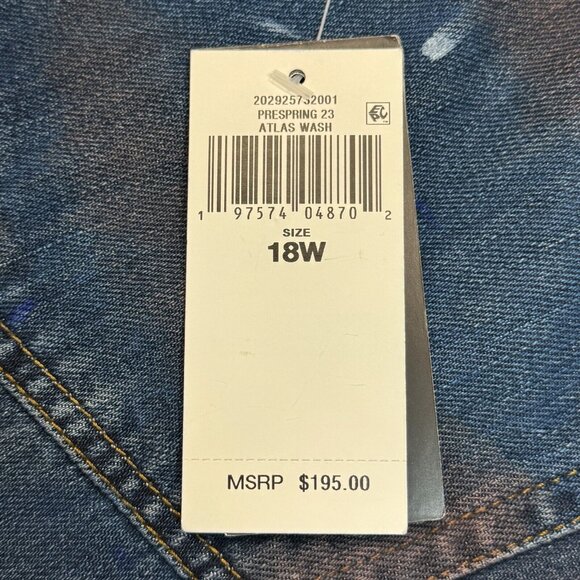 202925732001
PRESPRING 23
ATLAS WASH
1 97574 04870 2
SIZE
18W
MSRP $195.00